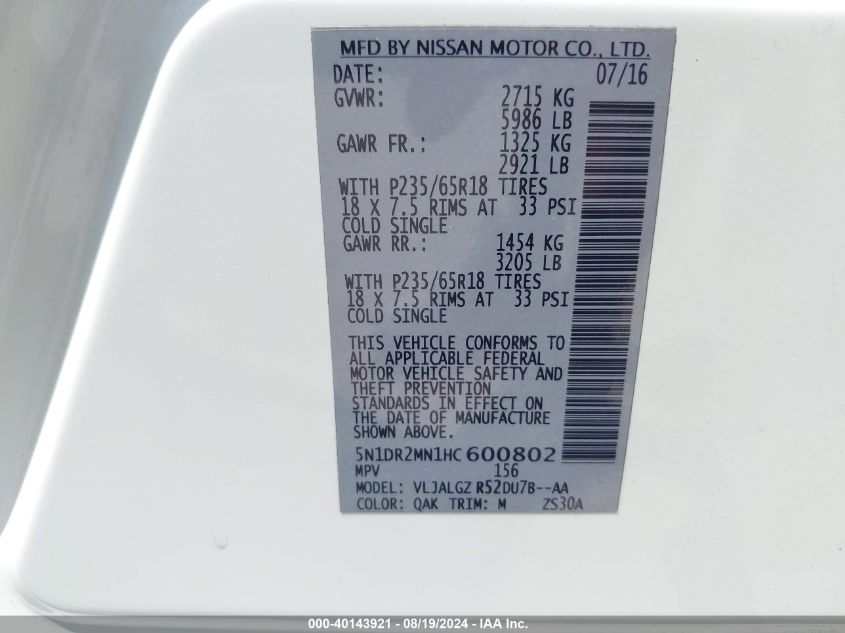 MFD BY NISSAN MOTOR CO., LTD.
DATE: 07/16
GVWR: 2715 KG
5986 LB
GAWR FR.: 1325 KG
2921 LB
WITH P235/65R18 TIRES
18 X 7.5 RIMS AT 33 PSI
COLD SINGLE
GAWR RR.: 1454 KG
3205 LB
WITH P235/65R18 TIRES
18 X 7.5 RIMS AT 33 PSI
COLD SINGLE
THIS VEHICLE CONFORMS TO
ALL APPLICABLE FEDERAL
MOTOR VEHICLE SAFETY AND
THEFT PREVENTION
STANDARDS IN EFFECT ON
THE DATE OF MANUFACTURE
SHOWN ABOVE.
5N1DR2MN1HC600802
MPV 156
MODEL: VLJALGZ R52DU7B--AA
COLOR: QAK TRIM: M ZS30A
000-40143921 - 08/19/2024 - IAA Inc.